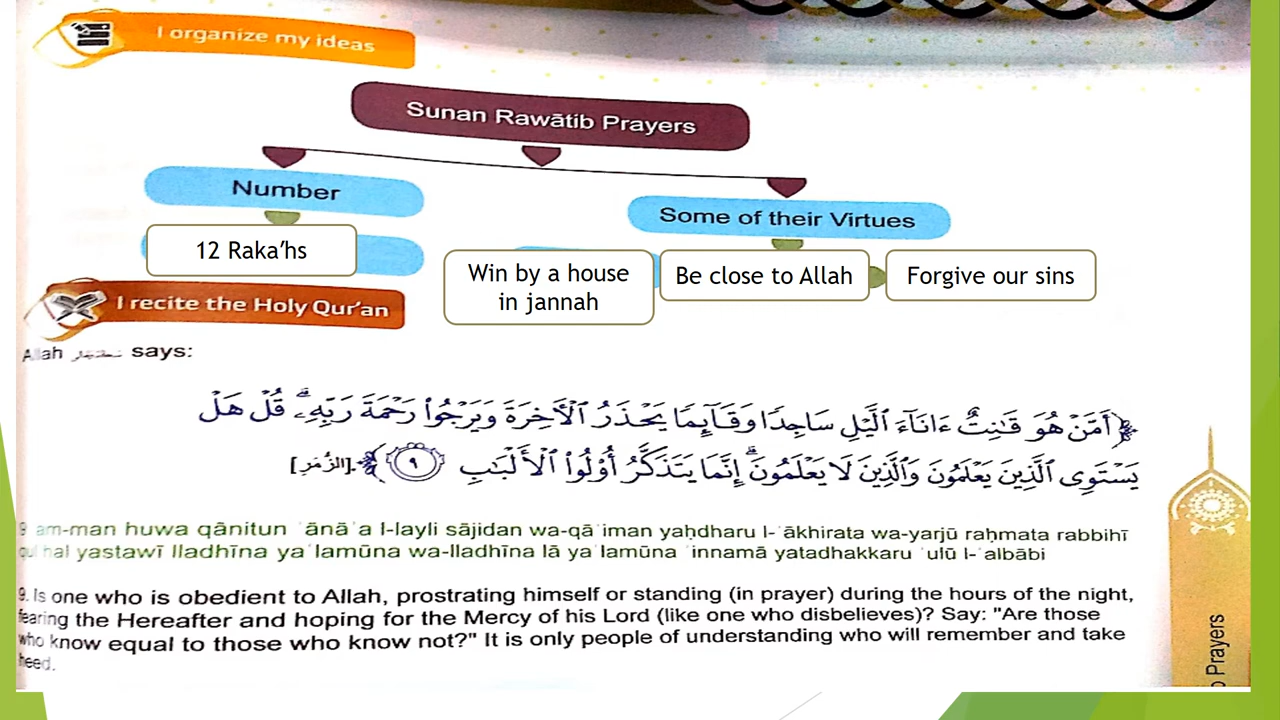 I organize my ideas
Sunan Rawātib Prayers
Number
Some of their Virtues
12 Raka’hs
Win by a house
in jannah
Be close to Allah
Forgive our sins
I recite the Holy Qur’an
Allah says:
﴿أَمَّنْ هُوَ قَٰنِتٌ ءَانَآءَ ٱلَّيْلِ سَاجِدًا وَقَآئِمًا يَحْذَرُ ٱلْءَاخِرَةَ وَيَرْجُوا۟ رَحْمَةَ رَبِّهِۦ ۗ قُلْ هَلْ
يَسْتَوِى ٱلَّذِينَ يَعْلَمُونَ وَٱلَّذِينَ لَا يَعْلَمُونَ ۗ إِنَّمَا يَتَذَكَّرُ أُو۟لُوا۟ ٱلْأَلْبَٰبِ ٩﴾ [الزُّمَرِ].
9 am-man huwa qânitun ʾânâʾa l-layli sājidan wa-qāʾiman yaḥdharu l-ʾākhirata wa-yarjū raḥmata rabbihī
qul hal yastawī lladhīna yaʿlamūna wa-lladhīna lā yaʿlamūna ʾinnamā yatadhakkaru ʾulū l-ʾalbābi
9. Is one who is obedient to Allah, prostrating himself or standing (in prayer) during the hours of the night,
fearing the Hereafter and hoping for the Mercy of his Lord (like one who disbelieves)? Say: "Are those
who know equal to those who know not?" It is only people of understanding who will remember and take
heed.
Prayers